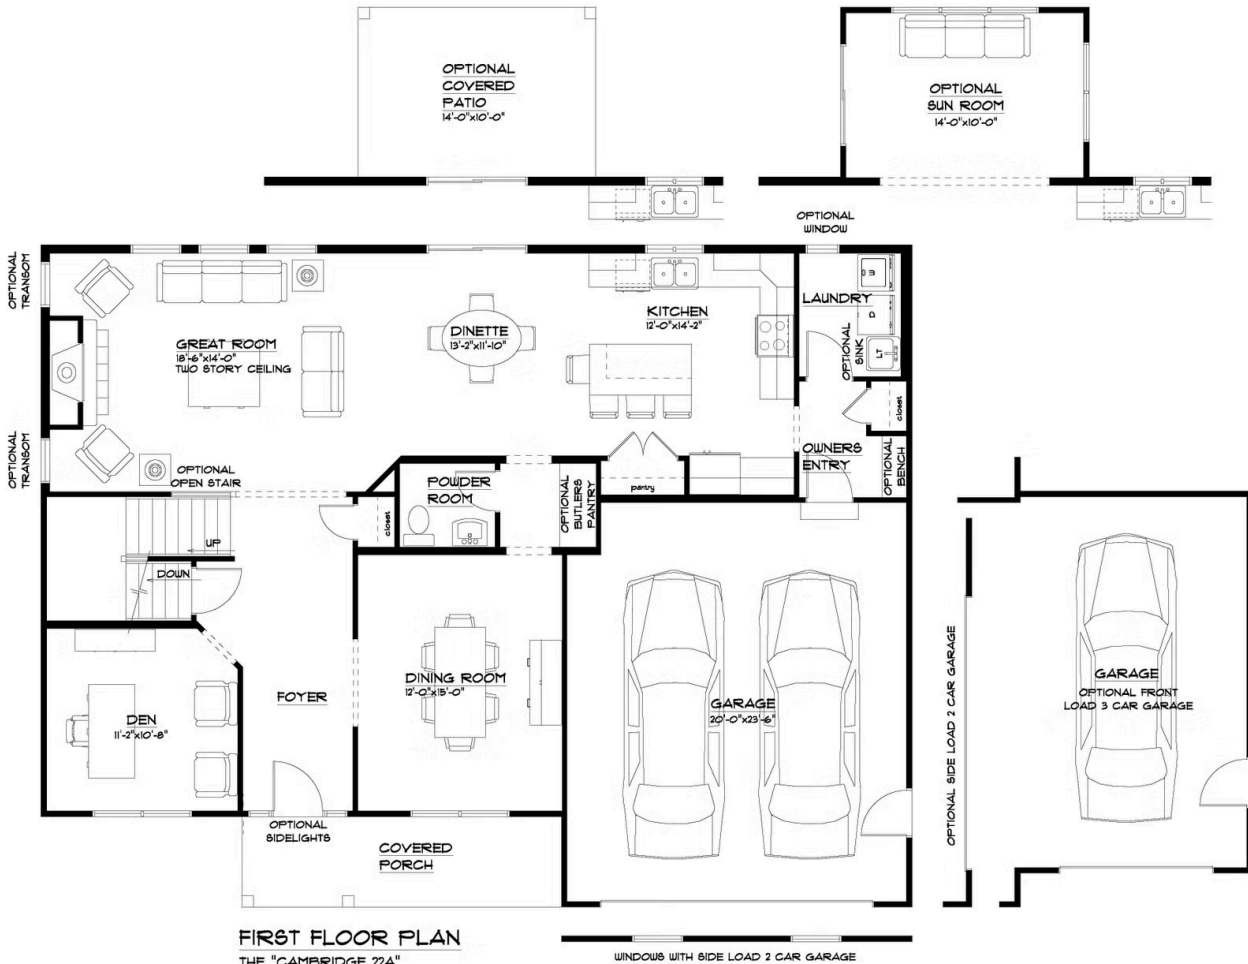 OPTIONAL
COVERED
PATIO
14'-0"x10'-0"
OPTIONAL
SUN ROOM
14'-0"x10'-0"
OPTIONAL
WINDOW
OPTIONAL
TRANSOM
GREAT ROOM
18'-6"x14'-0"
TWO STORY CEILING
DINETTE
13'-2"x11'-10"
KITCHEN
12'-0"x14'-2"
LAUNDRY
W
D
OPTIONAL
SINK
LT
closet
OPTIONAL
TRANSOM
OPTIONAL
OPEN STAIR
POWDER
ROOM
OPTIONAL
BUTLERS
PANTRY
pantry
OWNERS
ENTRY
OPTIONAL
BENCH
closet
UP
DOWN
DEN
11'-2"x10'-8"
FOYER
DINING ROOM
12'-0"x15'-0"
GARAGE
20'-0"x23'-6"
OPTIONAL SIDE LOAD 2 CAR GARAGE
GARAGE
OPTIONAL FRONT
LOAD 3 CAR GARAGE
OPTIONAL
SIDELIGHTS
COVERED
PORCH
FIRST FLOOR PLAN
THE "CAMBRIDGE 22A"
WINDOWS WITH SIDE LOAD 2 CAR GARAGE